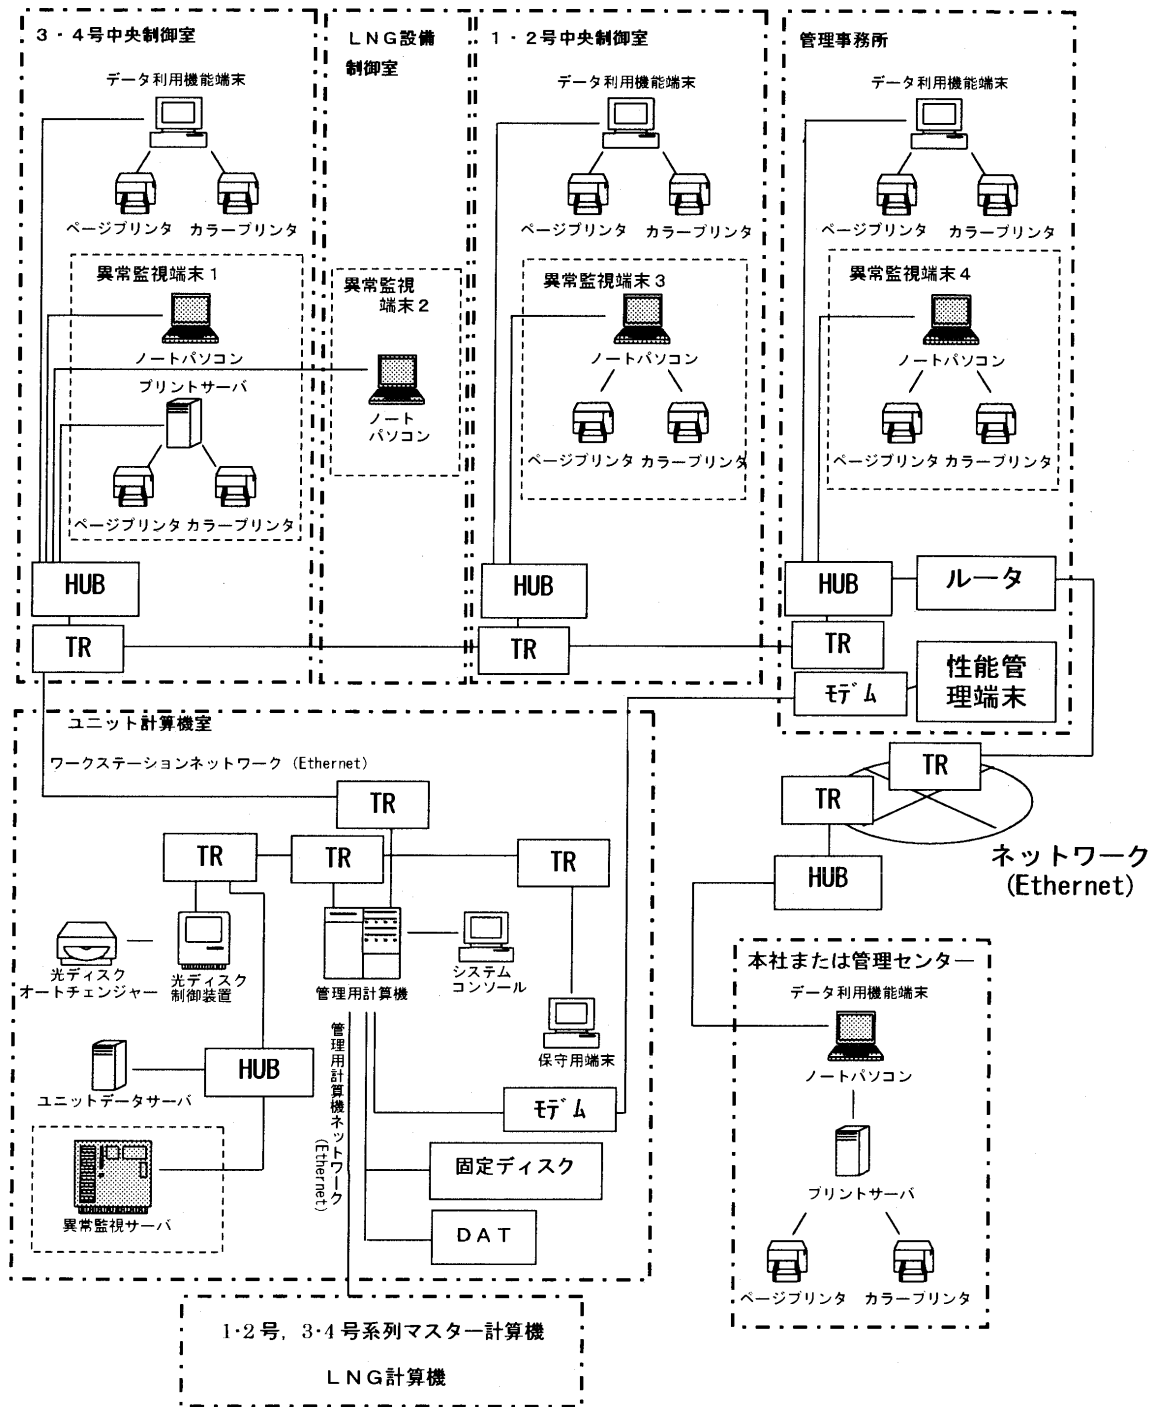 3・4号中央制御室
データ利用機能端末
ページプリンタ カラープリンタ
異常監視端末1
ノートパソコン
プリントサーバ
ページプリンタ カラープリンタ
HUB
TR
LNG設備
制御室
異常監視
端末2
ノート
パソコン
1・2号中央制御室
データ利用機能端末
ページプリンタ カラープリンタ
異常監視端末3
ノートパソコン
ページプリンタ カラープリンタ
HUB
TR
管理事務所
データ利用機能端末
ページプリンタ カラープリンタ
異常監視端末4
ノートパソコン
ページプリンタ カラープリンタ
HUB
ルータ
TR
モデム
性能管
理端末
ユニット計算機室
ワークステーションネットワーク(Ethernet)
TR
TR
TR
TR
光ディスク
オートチェンジャー
光ディスク
制御装置
管理用計算機
システム
コンソール
保守用端末
管理用計算機ネットワーク
(Ethernet)
HUB
ユニットデータサーバ
異常監視サーバ
モデム
固定ディスク
DAT
TR
TR
HUB
ネットワーク
(Ethernet)
本社または管理センター
データ利用機能端末
ノートパソコン
プリントサーバ
ページプリンタ カラープリンタ
1・2号,3・4号系列マスター計算機
LNG計算機